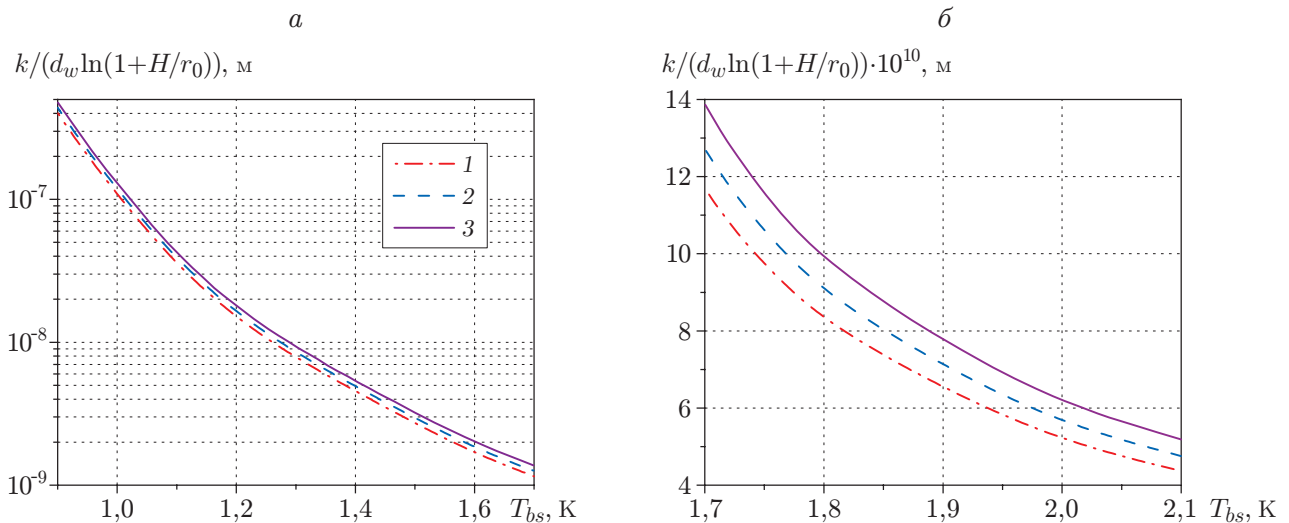 а
k/(d_w ln(1+H/r_0)), м
10^-7
10^-8
10^-9
1,0 1,2 1,4 1,6 T_bs, К
1
2
3
б
k/(d_w ln(1+H/r_0))·10^10, м
14
12
10
8
6
4
1,7 1,8 1,9 2,0 2,1 T_bs, К